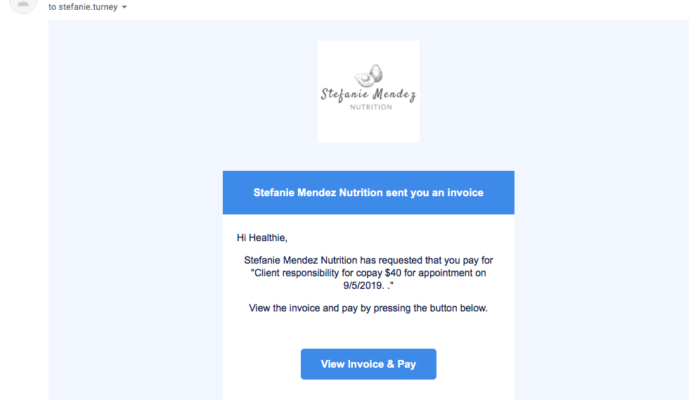 to stefanie.turney
Stefanie Mendez
NUTRITION
Stefanie Mendez Nutrition sent you an invoice
Hi Healthie,
Stefanie Mendez Nutrition has requested that you pay for
"Client responsibility for copay $40 for appointment on
9/5/2019. ."
View the invoice and pay by pressing the button below.
View Invoice & Pay